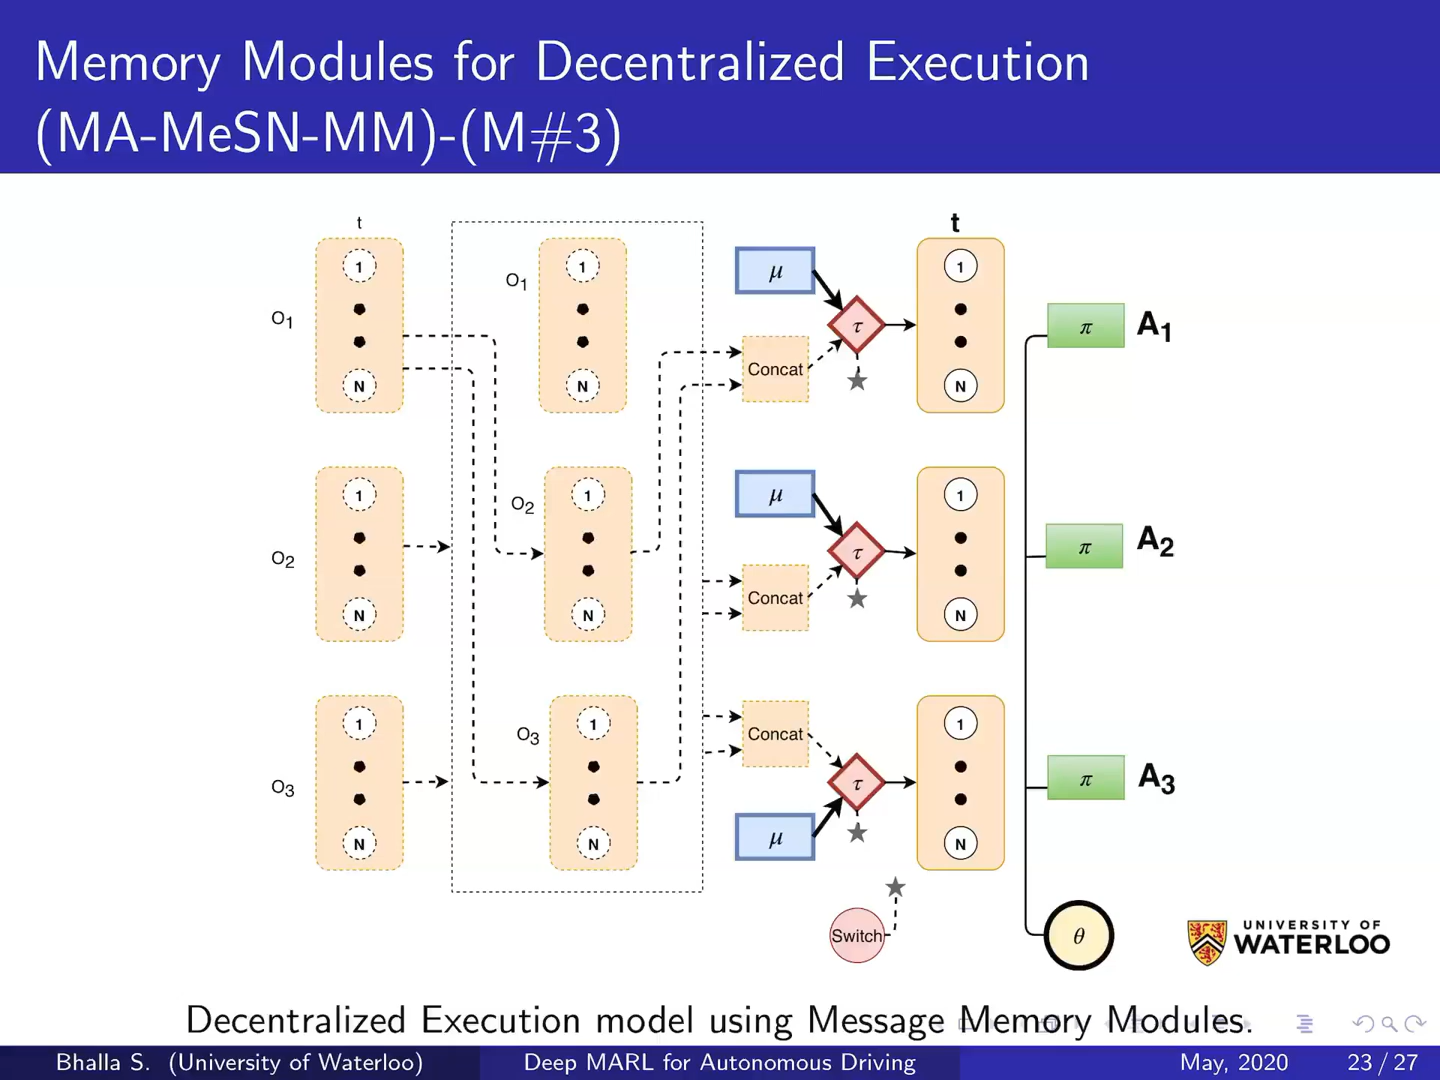 Memory Modules for Decentralized Execution
(MA-MeSN-MM)-(M#3)
t
t
O1
1
N
O1
1
N
μ
τ
Concat
1
N
π
A1
O2
1
N
O2
1
N
μ
τ
Concat
1
N
π
A2
O3
1
N
O3
1
N
Concat
τ
μ
1
N
π
A3
Switch
θ
UNIVERSITY OF
WATERLOO
Decentralized Execution model using Message Memory Modules.
Bhalla S. (University of Waterloo)
Deep MARL for Autonomous Driving
May, 2020
23 / 27